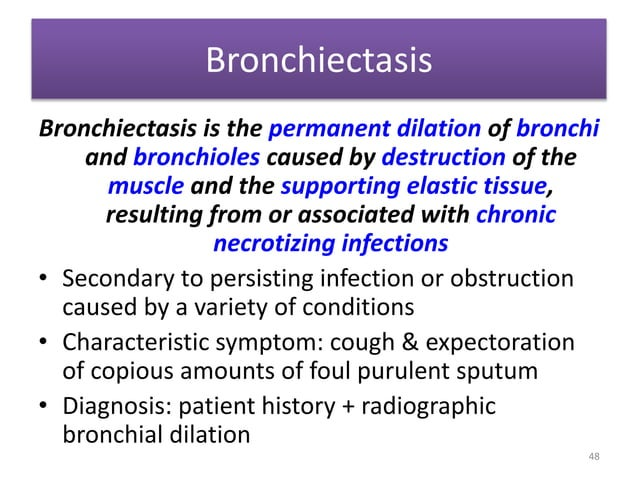 Bronchiectasis
Bronchiectasis is the permanent dilation of bronchi
and bronchioles caused by destruction of the
muscle and the supporting elastic tissue,
resulting from or associated with chronic
necrotizing infections
• Secondary to persisting infection or obstruction
caused by a variety of conditions
• Characteristic symptom: cough & expectoration
of copious amounts of foul purulent sputum
• Diagnosis: patient history + radiographic
bronchial dilation
48